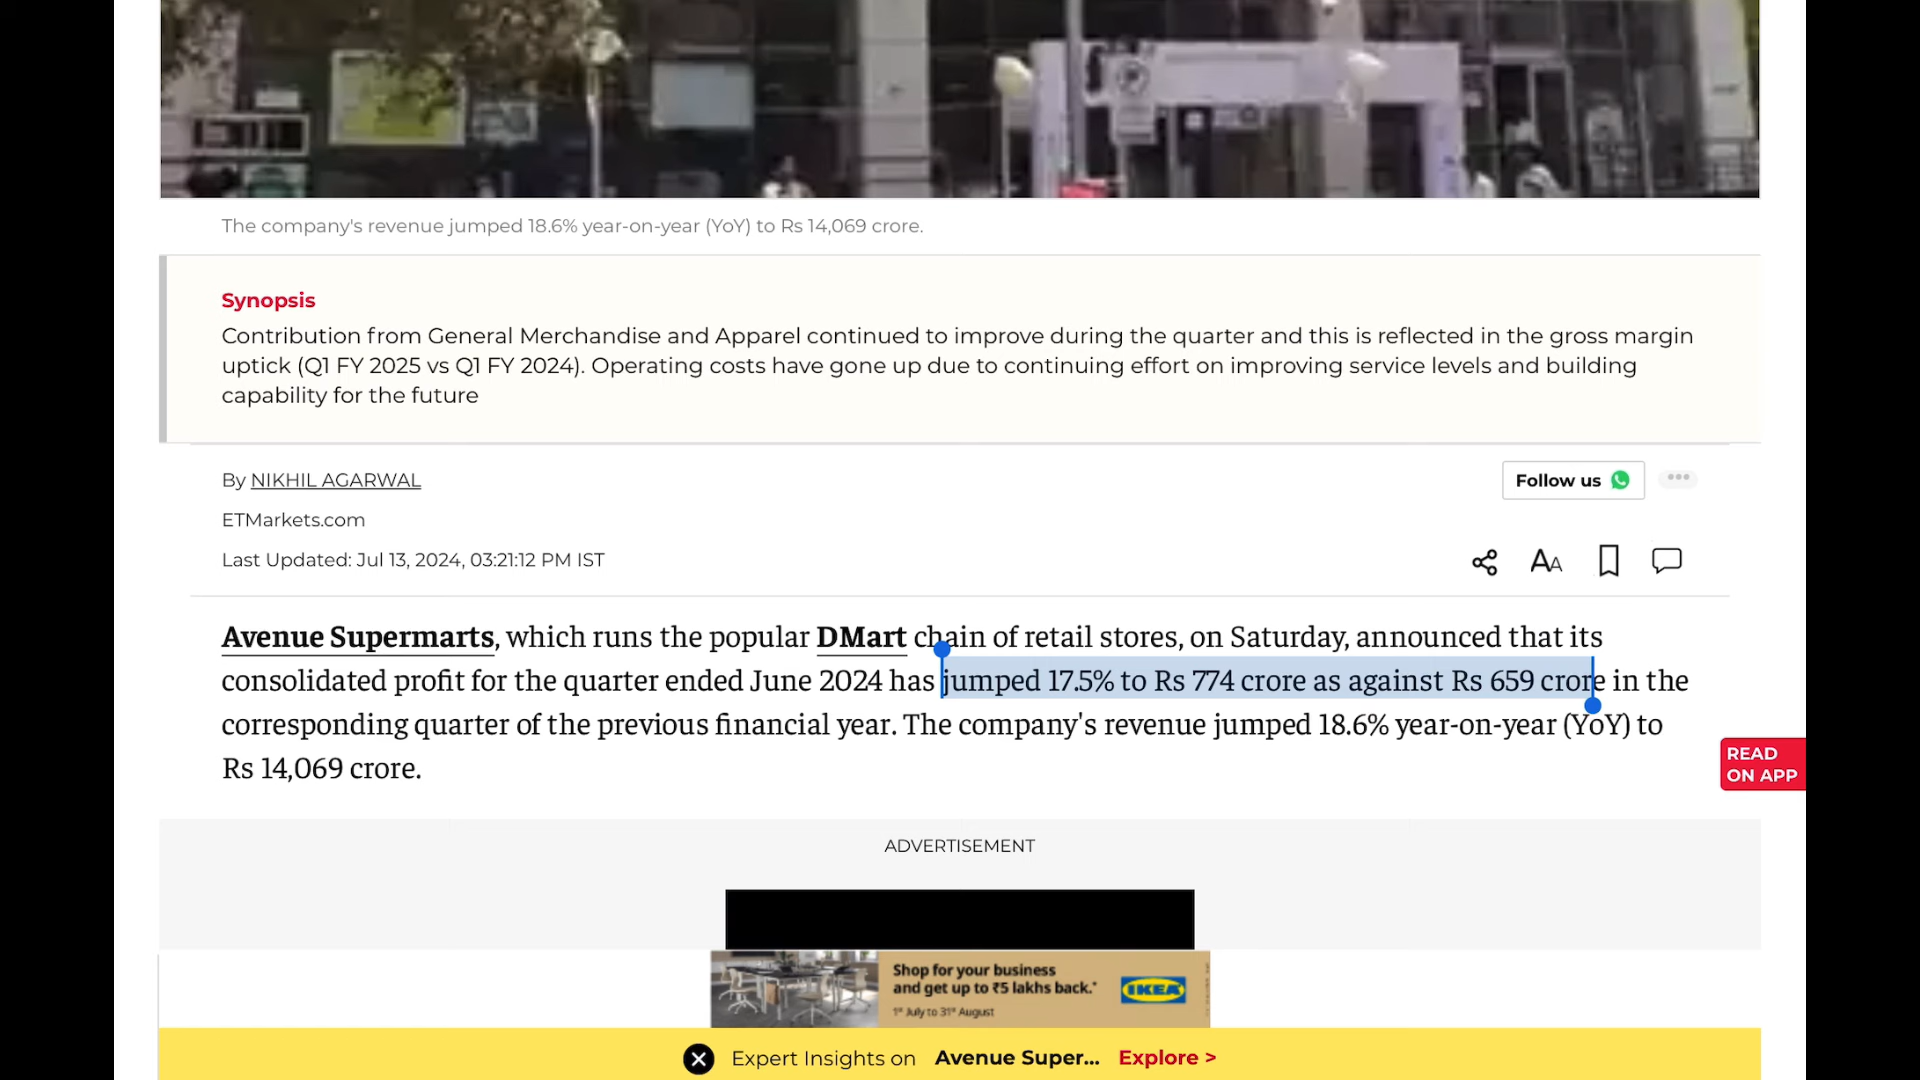 The company's revenue jumped 18.6% year-on-year (YoY) to Rs 14,069 crore.
Synopsis
Contribution from General Merchandise and Apparel continued to improve during the quarter and this is reflected in the gross margin
uptick (Q1 FY 2025 vs Q1 FY 2024). Operating costs have gone up due to continuing effort on improving service levels and building
capability for the future
By NIKHIL AGARWAL
Follow us
ETMarkets.com
Last Updated: Jul 13, 2024, 03:21:12 PM IST
AA
Avenue Supermarts, which runs the popular DMart chain of retail stores, on Saturday, announced that its
consolidated profit for the quarter ended June 2024 has jumped 17.5% to Rs 774 crore as against Rs 659 crore in the
corresponding quarter of the previous financial year. The company's revenue jumped 18.6% year-on-year (YoY) to
Rs 14,069 crore.
READ
ON APP
ADVERTISEMENT
Shop for your business
and get up to ₹5 lakhs back.*
IKEA
1st July to 31st August
Expert Insights on Avenue Super... Explore >